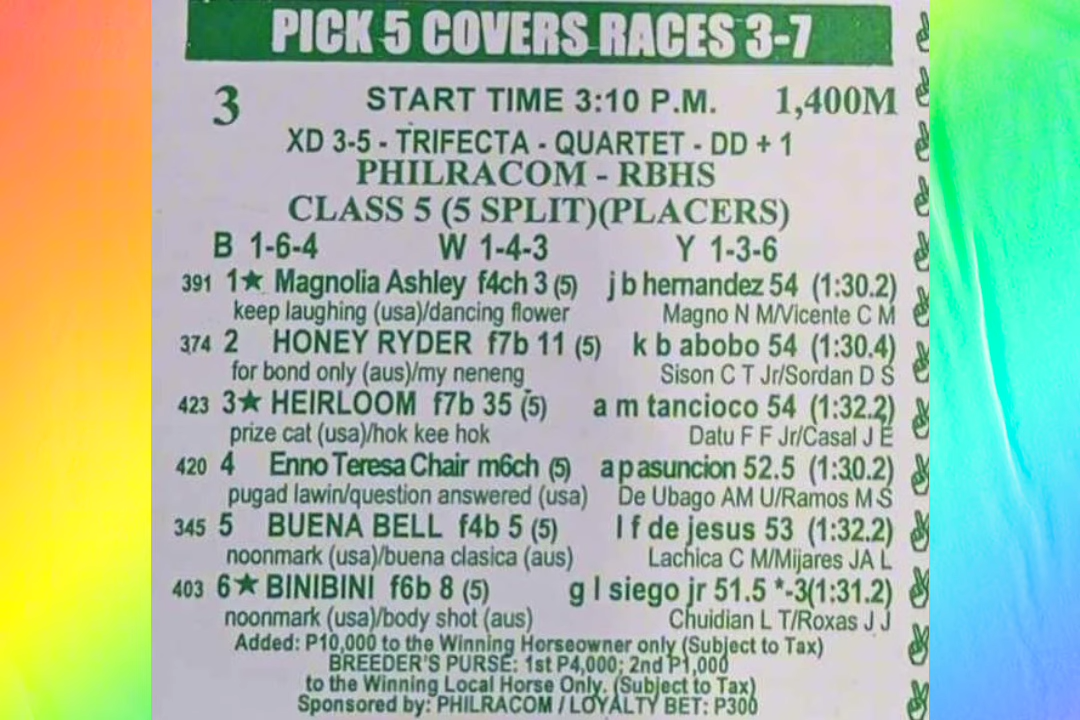 PICK 5 COVERS RACES 3-7
3 START TIME 3:10 P.M. 1,400M
XD 3-5 - TRIFECTA - QUARTET - DD + 1
PHILRACOM - RBHS
CLASS 5 (5 SPLIT)(PLACERS)
B 1-6-4 W 1-4-3 Y 1-3-6
391 1★ Magnolia Ashley f4ch 3 (5) j b hernandez 54 (1:30.2)
keep laughing (usa)/dancing flower Magno N M/Vicente C M
374 2 HONEY RYDER f7b 11 (5) k b abobo 54 (1:30.4)
for bond only (aus)/my neneng Sison C T Jr/Sordan D S
423 3★ HEIRLOOM f7b 35 (5) a m tancioco 54 (1:32.2)
prize cat (usa)/hok kee hok Datu F F Jr/Casal J E
420 4 Enno Teresa Chair m6ch (5) a p asuncion 52.5 (1:30.2)
pugad lawin/question answered (usa) De Ubago AM U/Ramos M S
345 5 BUENA BELL f4b 5 (5) l f de jesus 53 (1:32.2)
noonmark (usa)/buena clasica (aus) Lachica C M/Mijares JA L
403 6★ BINIBINI f6b 8 (5) g l siego jr 51.5 *-3(1:31.2)
noonmark (usa)/body shot (aus) Chuidian L T/Roxas J J
Added: P10,000 to the Winning Horseowner only (Subject to Tax)
BREEDER'S PURSE: 1st P4,000; 2nd P1,000
to the Winning Local Horse Only. (Subject to Tax)
Sponsored by: PHILRACOM / LOYALTY BET: P300